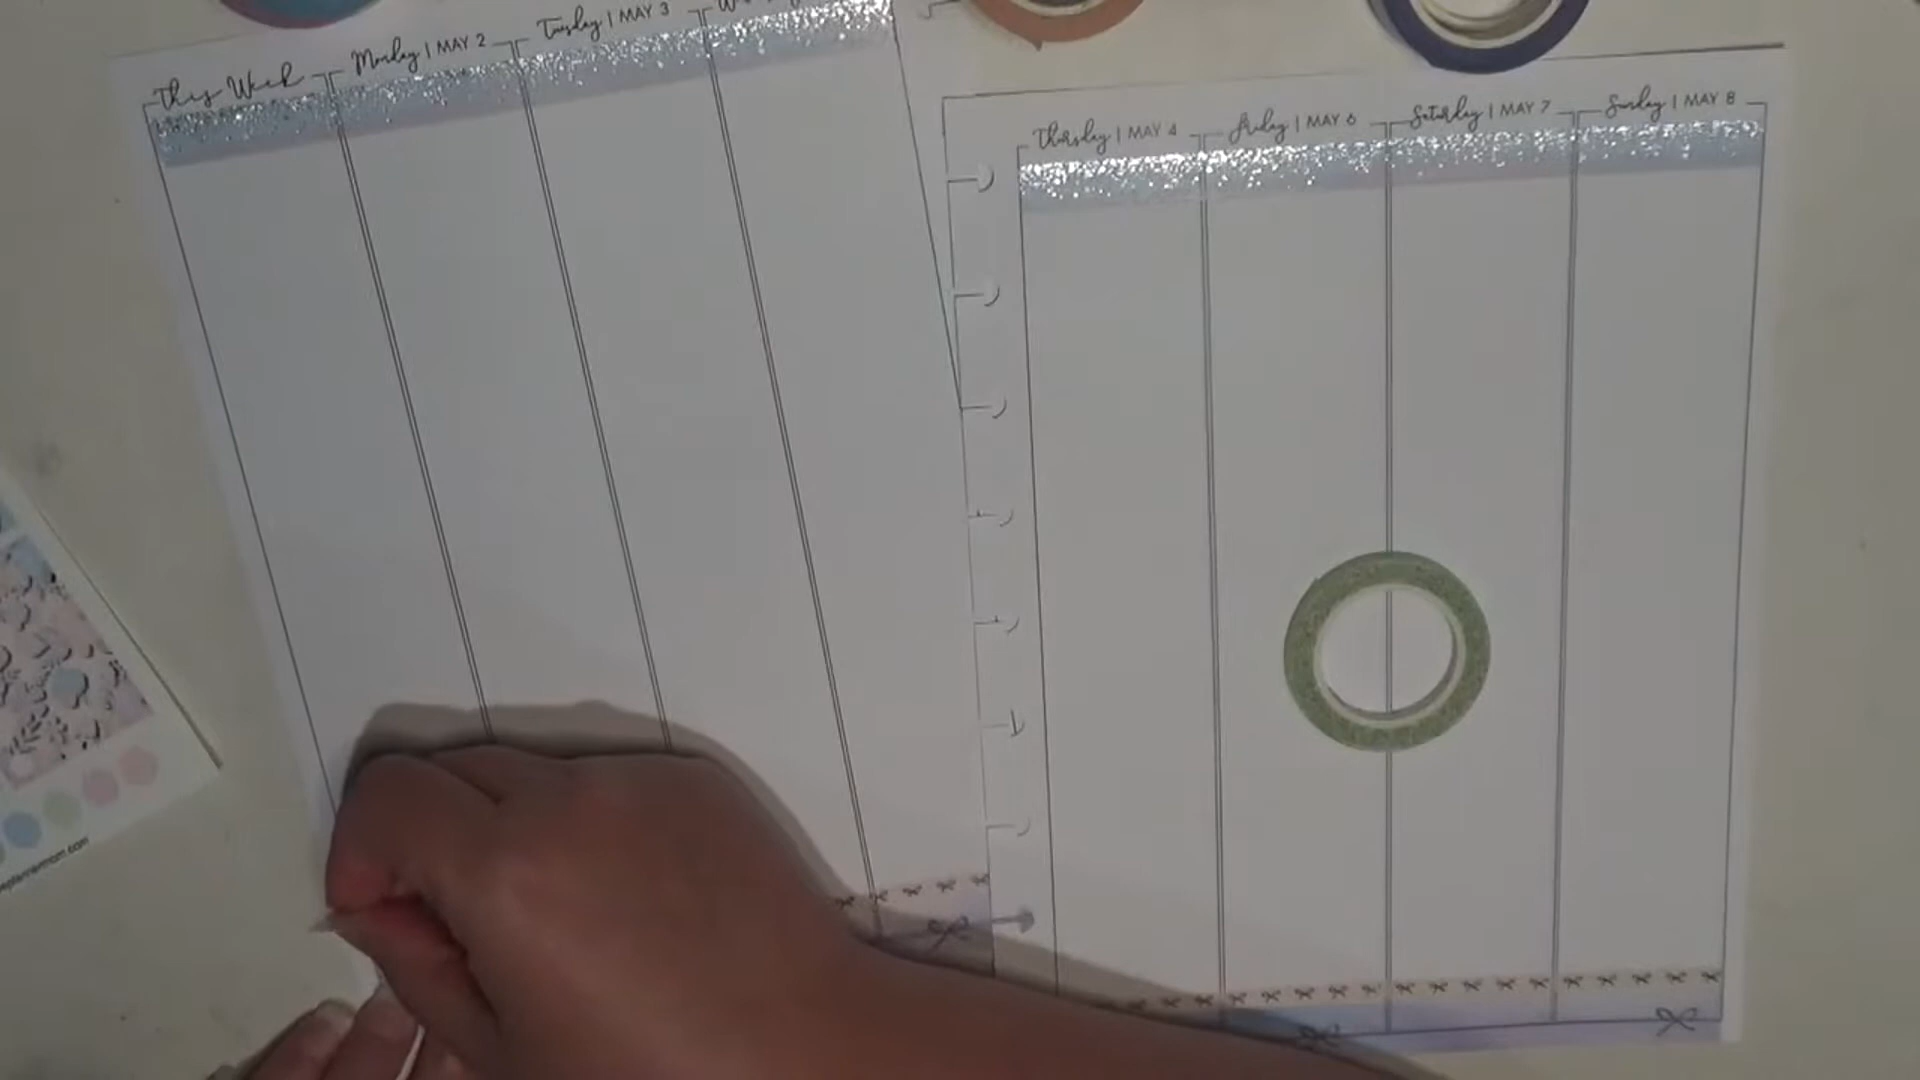 This Week
Monday | MAY 2
Tuesday | MAY 3
Thursday | MAY 4
Friday | MAY 6
Saturday | MAY 7
Sunday | MAY 8